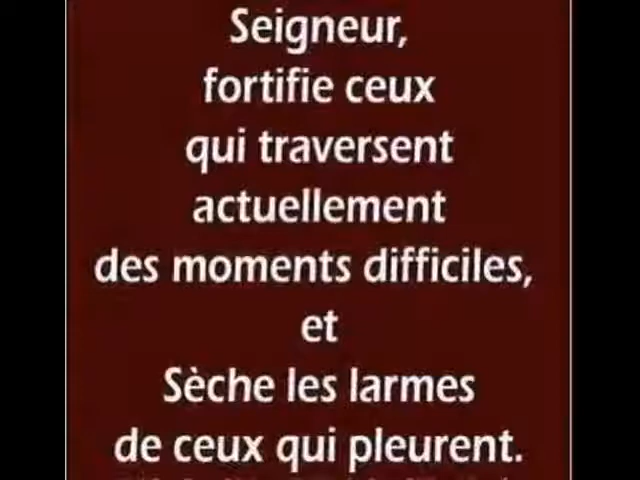 Seigneur,
fortifie ceux
qui traversent
actuellement
des moments difficiles,
et
Sèche les larmes
de ceux qui pleurent.